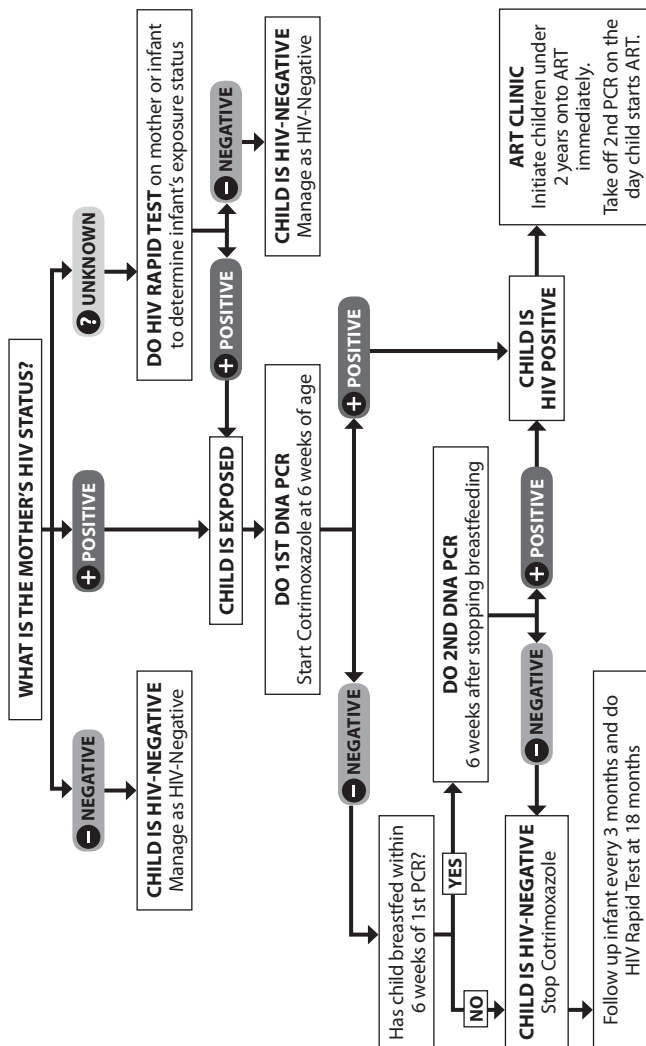 WHAT IS THE MOTHER'S HIV STATUS?
NEGATIVE
POSITIVE
? UNKNOWN
CHILD IS HIV-NEGATIVE
Manage as HIV-Negative
DO HIV RAPID TEST on mother or infant
to determine infant's exposure status
POSITIVE
NEGATIVE
CHILD IS EXPOSED
CHILD IS HIV-NEGATIVE
Manage as HIV-Negative
DO 1ST DNA PCR
Start Cotrimoxazole at 6 weeks of age
NEGATIVE
POSITIVE
Has child breastfed within
6 weeks of 1st PCR?
YES
NO
DO 2ND DNA PCR
6 weeks after stopping breastfeeding
NEGATIVE
POSITIVE
CHILD IS HIV-NEGATIVE
Stop Cotrimoxazole
CHILD IS
HIV POSITIVE
ART CLINIC
Initiate children under
2 years onto ART
immediately.
Take off 2nd PCR on the
day child starts ART.
Follow up infant every 3 months and do
HIV Rapid Test at 18 months